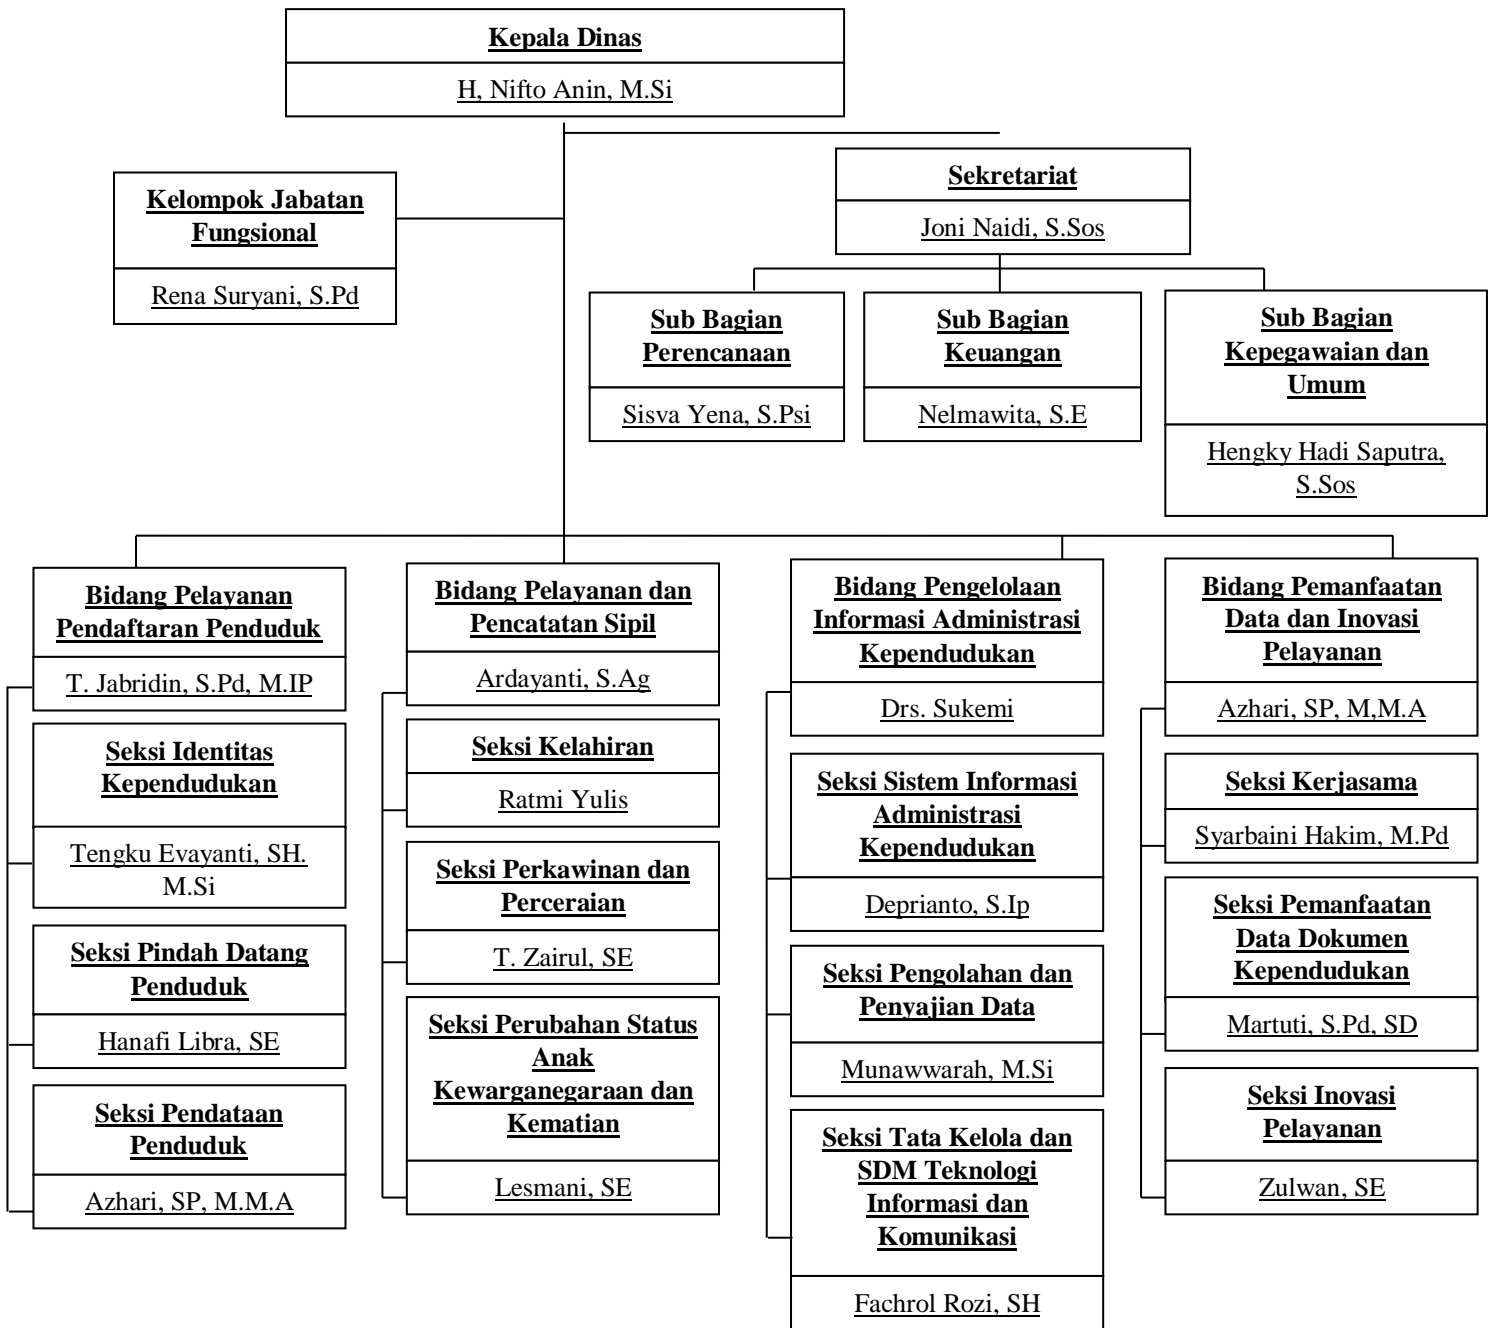 Kepala Dinas
H, Nifto Anin, M.Si
Kelompok Jabatan
Fungsional
Rena Suryani, S.Pd
Sekretariat
Joni Naidi, S.Sos
Sub Bagian
Perencanaan
Sisva Yena, S.Psi
Sub Bagian
Keuangan
Nelmawita, S.E
Sub Bagian
Kepegawaian dan
Umum
Hengky Hadi Saputra,
S.Sos
Bidang Pelayanan
Pendaftaran Penduduk
T. Jabridin, S.Pd, M.IP
Seksi Identitas
Kependudukan
Tengku Evayanti, SH.
M.Si
Seksi Pindah Datang
Penduduk
Hanafi Libra, SE
Seksi Pendataan
Penduduk
Azhari, SP, M.M.A
Bidang Pelayanan dan
Pencatatan Sipil
Ardayanti, S.Ag
Seksi Kelahiran
Ratmi Yulis
Seksi Perkawinan dan
Perceraian
T. Zairul, SE
Seksi Perubahan Status
Anak
Kewarganegaraan dan
Kematian
Lesmani, SE
Bidang Pengelolaan
Informasi Administrasi
Kependudukan
Drs. Sukemi
Seksi Sistem Informasi
Administrasi
Kependudukan
Deprianto, S.Ip
Seksi Pengolahan dan
Penyajian Data
Munawwarah, M.Si
Seksi Tata Kelola dan
SDM Teknologi
Informasi dan
Komunikasi
Fachrol Rozi, SH
Bidang Pemanfaatan
Data dan Inovasi
Pelayanan
Azhari, SP, M,M.A
Seksi Kerjasama
Syarbaini Hakim, M.Pd
Seksi Pemanfaatan
Data Dokumen
Kependudukan
Martuti, S.Pd, SD
Seksi Inovasi
Pelayanan
Zulwan, SE